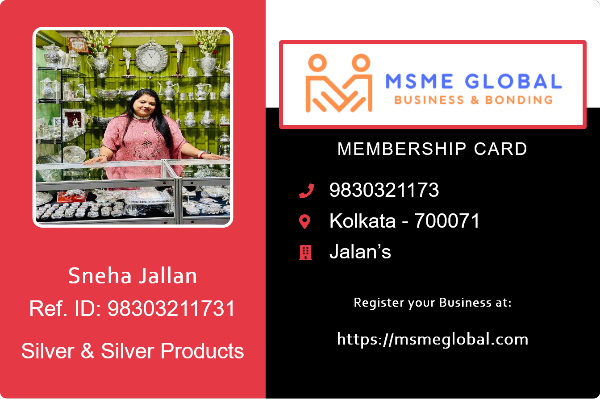 MSME GLOBAL
BUSINESS & BONDING
MEMBERSHIP CARD
9830321173
Kolkata - 700071
Jalan’s
Register your Business at:
https://msmeglobal.com
Sneha Jallan
Ref. ID: 98303211731
Silver & Silver Products